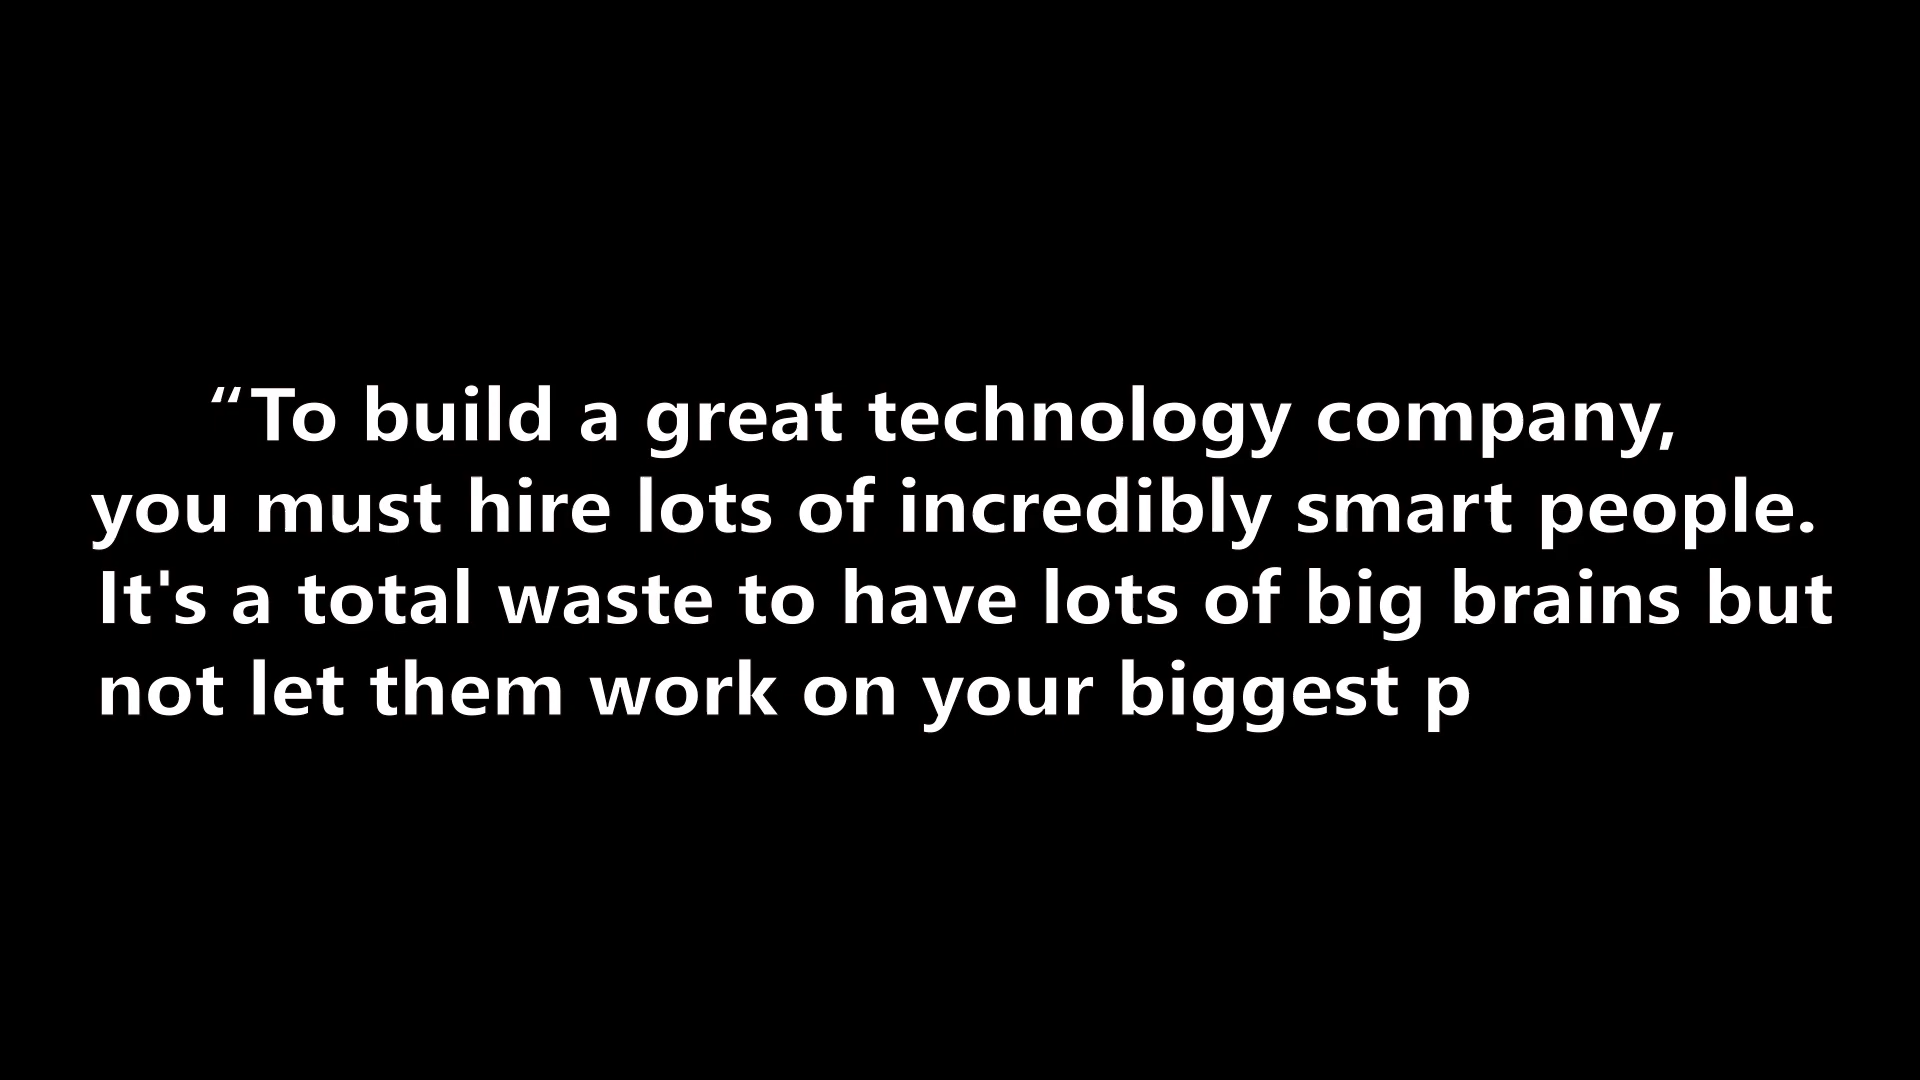 “To build a great technology company,
you must hire lots of incredibly smart people.
It's a total waste to have lots of big brains but
not let them work on your biggest p